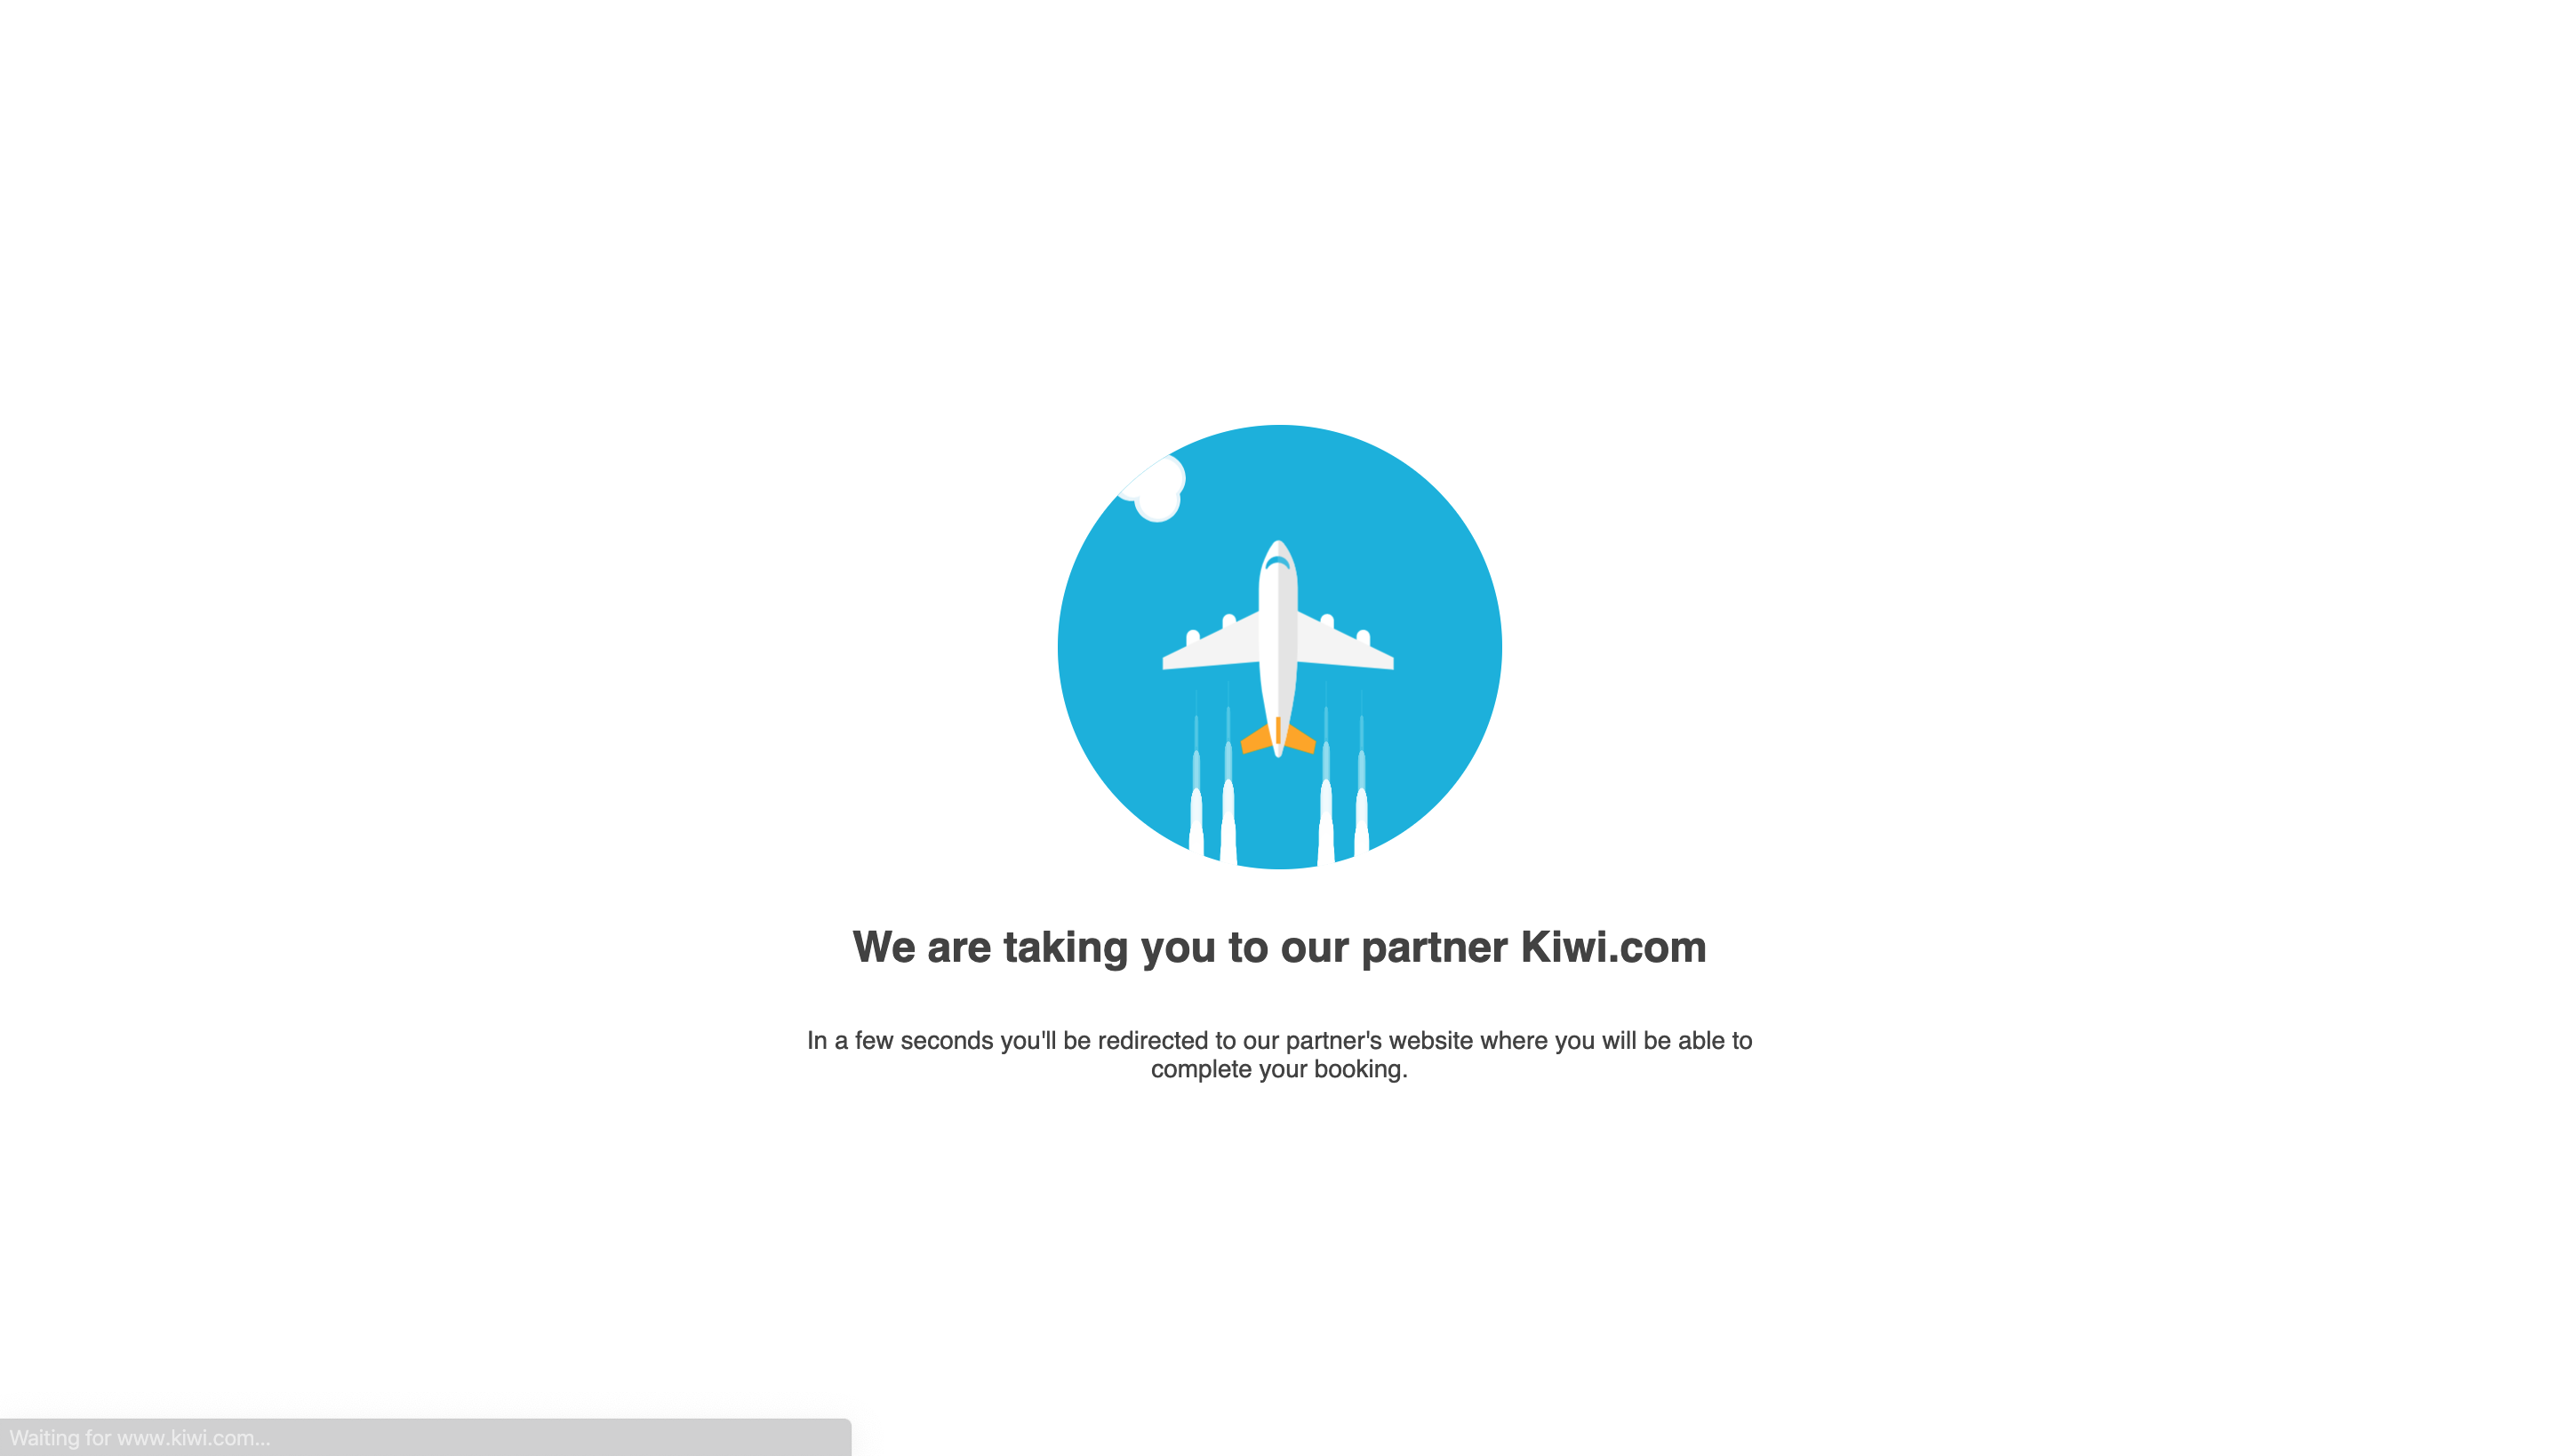 We are taking you to our partner Kiwi.com
In a few seconds you'll be redirected to our partner's website where you will be able to
complete your booking.
Waiting for www.kiwi.com...